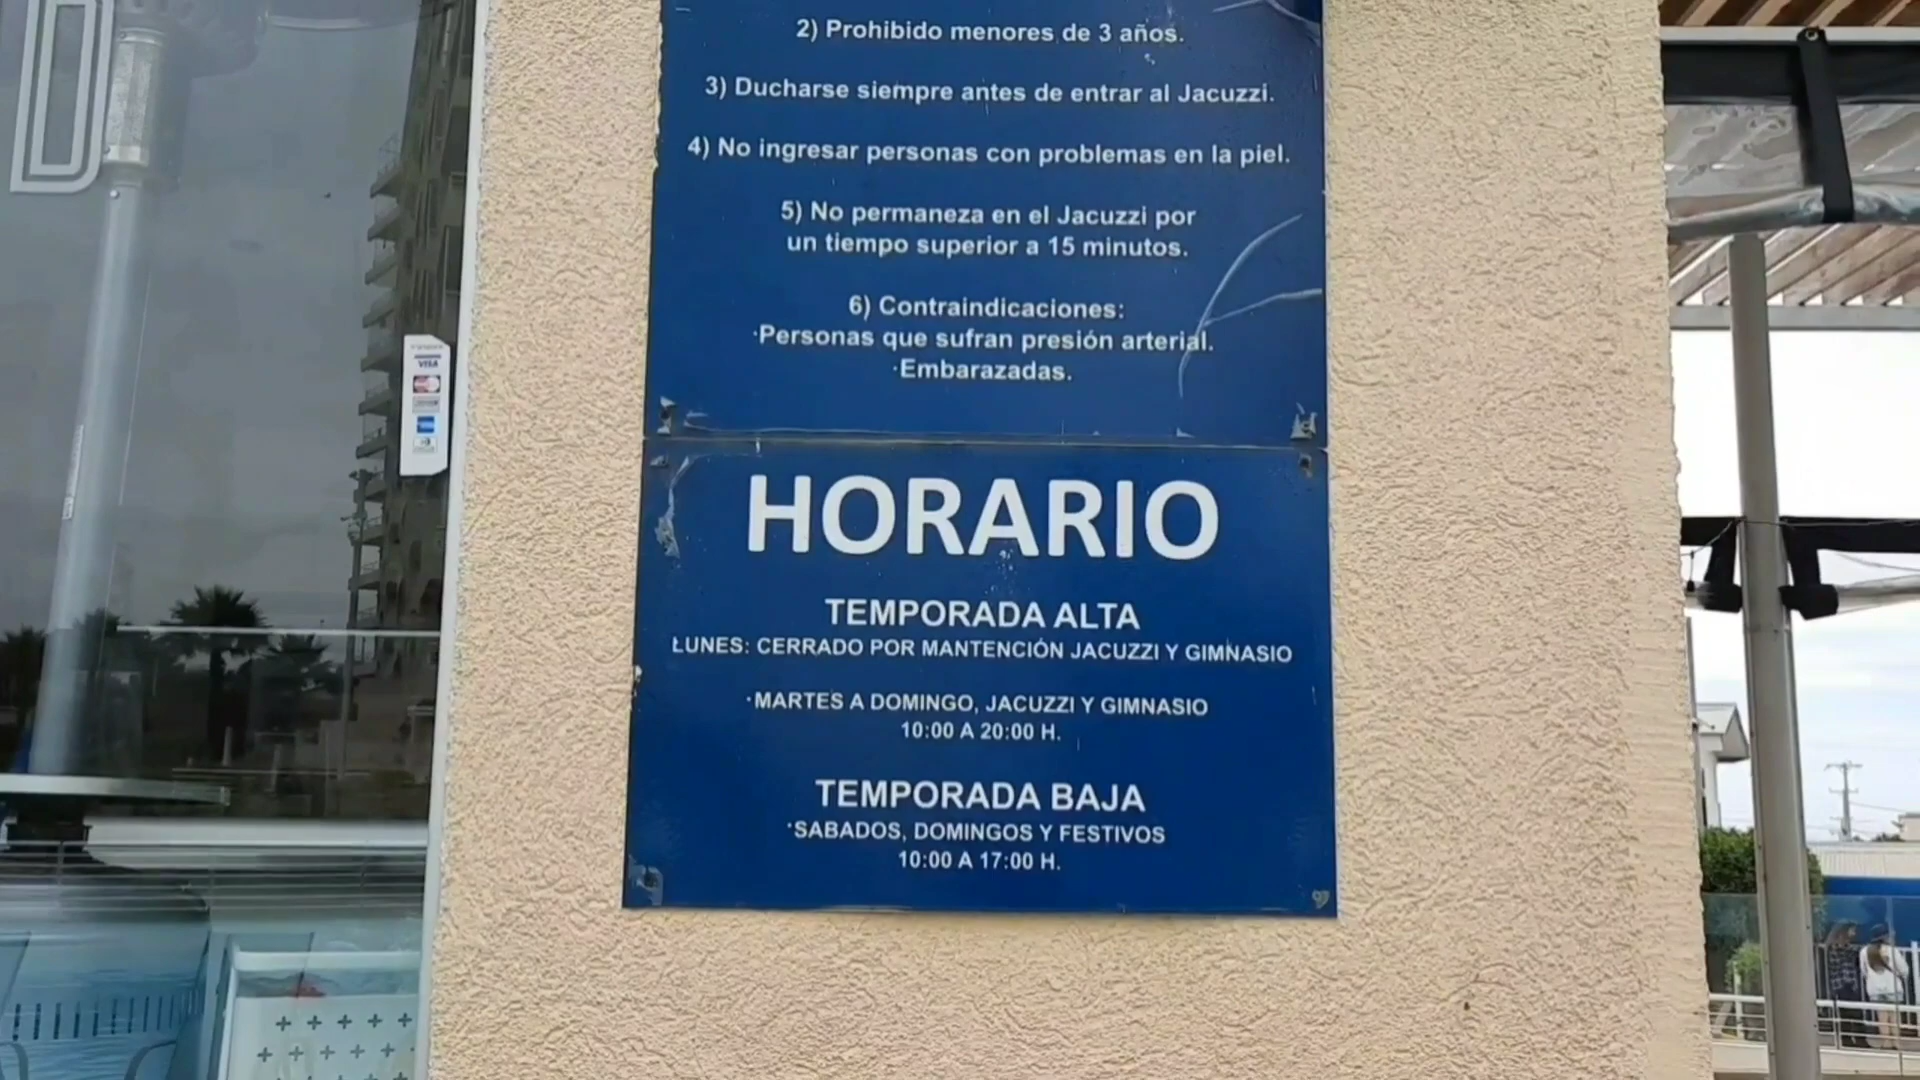 D
2) Prohibido menores de 3 años.
3) Ducharse siempre antes de entrar al Jacuzzi.
4) No ingresar personas con problemas en la piel.
5) No permaneza en el Jacuzzi por
un tiempo superior a 15 minutos.
6) Contraindicaciones:
·Personas que sufran presión arterial.
·Embarazadas.
VISA
HORARIO
TEMPORADA ALTA
LUNES: CERRADO POR MANTENCIÓN JACUZZI Y GIMNASIO
·MARTES A DOMINGO, JACUZZI Y GIMNASIO
10:00 A 20:00 H.
TEMPORADA BAJA
·SABADOS, DOMINGOS Y FESTIVOS
10:00 A 17:00 H.